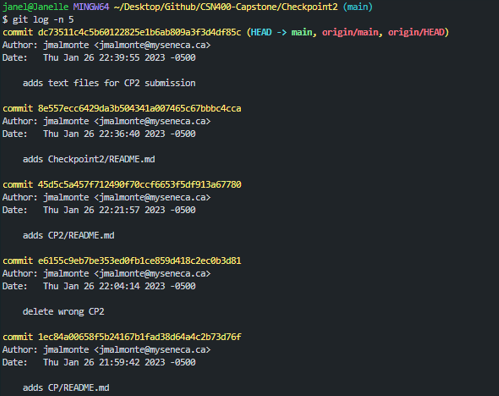 janel@Janelle MINGW64 ~/Desktop/Github/CSN400-Capstone/Checkpoint2 (main)
$ git log -n 5
commit dc73511c4c5b60122825e1b6ab809a3f3d4df85c (HEAD -> main, origin/main, origin/HEAD)
Author: jmalmonte <jmalmonte@myseneca.ca>
Date:   Thu Jan 26 22:39:55 2023 -0500
    adds text files for CP2 submission
commit 8e557ecc6429da3b504341a007465c67bbbc4cca
Author: jmalmonte <jmalmonte@myseneca.ca>
Date:   Thu Jan 26 22:36:40 2023 -0500
    adds Checkpoint2/README.md
commit 45d5c5a457f712490f70ccf6653f5df913a67780
Author: jmalmonte <jmalmonte@myseneca.ca>
Date:   Thu Jan 26 22:21:57 2023 -0500
    adds CP2/README.md
commit e6155c9eb7be353ed0fb1ce859d418c2ec0b3d81
Author: jmalmonte <jmalmonte@myseneca.ca>
Date:   Thu Jan 26 22:04:14 2023 -0500
    delete wrong CP2
commit 1ec84a00658f5b24167b1fad38d64a4c2b73d76f
Author: jmalmonte <jmalmonte@myseneca.ca>
Date:   Thu Jan 26 21:59:42 2023 -0500
    adds CP/README.md